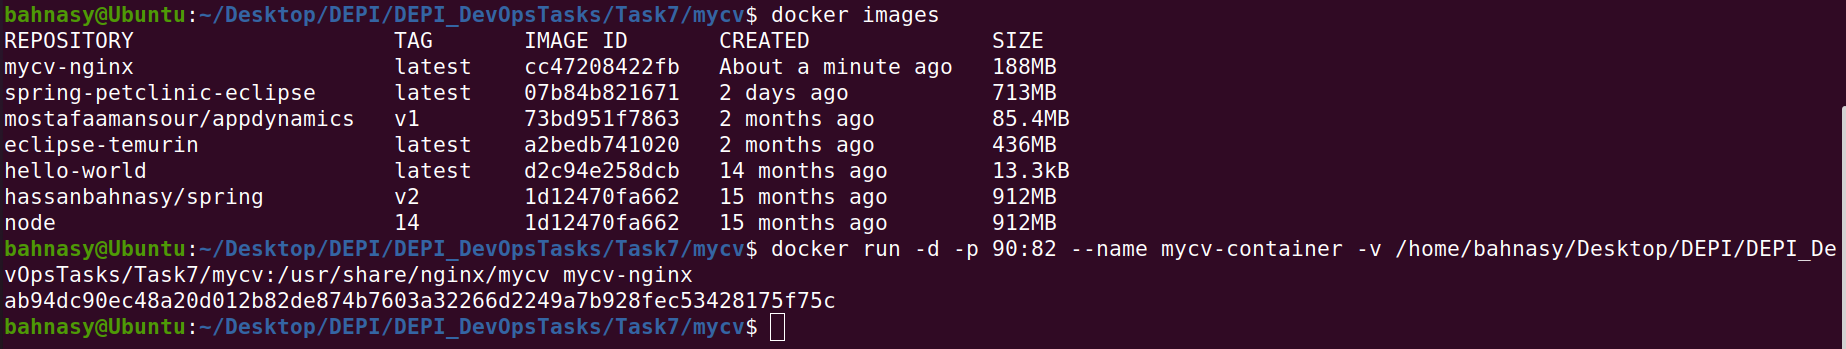 bahnasy@Ubuntu:~/Desktop/DEPI/DEPI_DevOpsTasks/Task7/mycv$ docker images
REPOSITORY                    TAG       IMAGE ID       CREATED              SIZE
mycv-nginx                    latest    cc47208422fb   About a minute ago   188MB
spring-petclinic-eclipse      latest    07b84b821671   2 days ago           713MB
mostafaamansour/appdynamics   v1        73bd951f7863   2 months ago         85.4MB
eclipse-temurin               latest    a2bedb741020   2 months ago         436MB
hello-world                   latest    d2c94e258dcb   14 months ago        13.3kB
hassanbahnasy/spring          v2        1d12470fa662   15 months ago        912MB
node                          14        1d12470fa662   15 months ago        912MB
bahnasy@Ubuntu:~/Desktop/DEPI/DEPI_DevOpsTasks/Task7/mycv$ docker run -d -p 90:82 --name mycv-container -v /home/bahnasy/Desktop/DEPI/DEPI_De
vOpsTasks/Task7/mycv:/usr/share/nginx/mycv mycv-nginx
ab94dc90ec48a20d012b82de874b7603a32266d2249a7b928fec53428175f75c
bahnasy@Ubuntu:~/Desktop/DEPI/DEPI_DevOpsTasks/Task7/mycv$